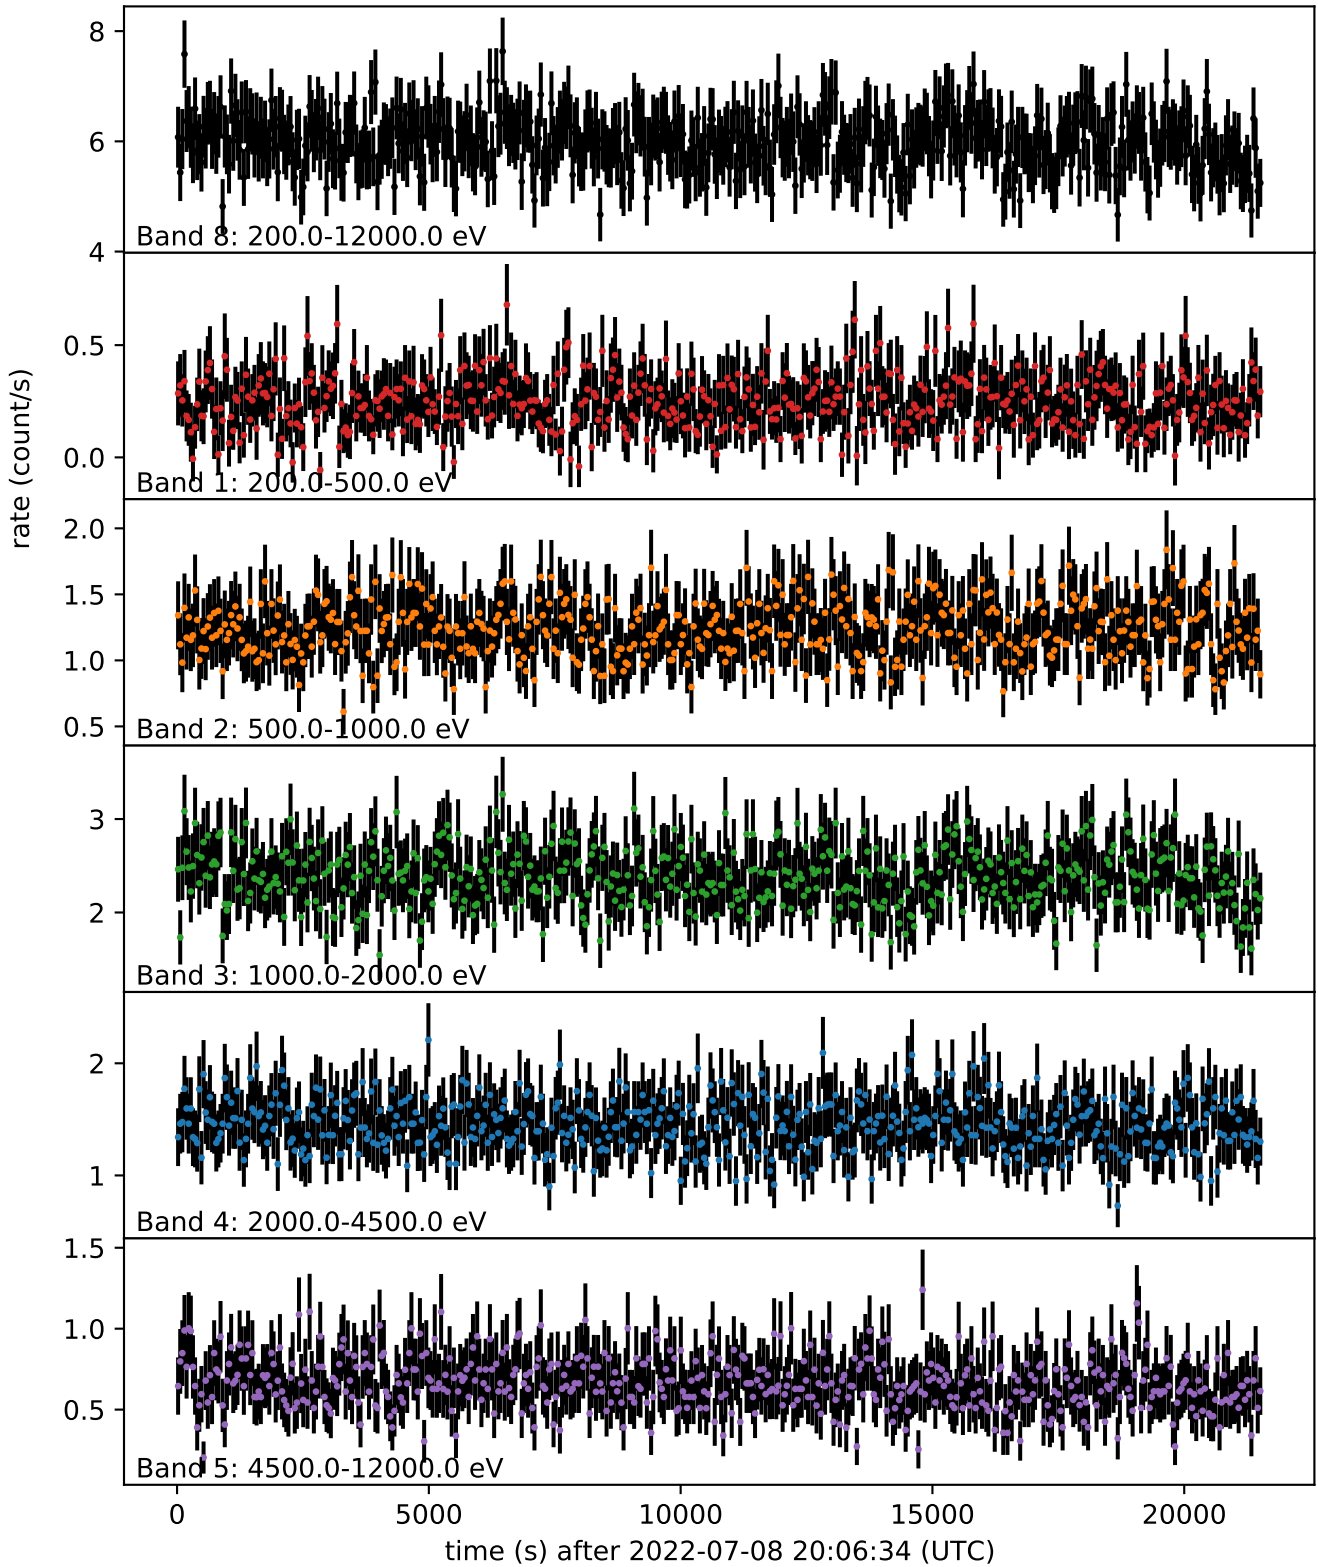 8
6
4
Band 8: 200.0-12000.0 eV
0.5
0.0
Band 1: 200.0-500.0 eV
rate (count/s)
2.0
1.5
1.0
0.5
Band 2: 500.0-1000.0 eV
3
2
Band 3: 1000.0-2000.0 eV
2
1
Band 4: 2000.0-4500.0 eV
1.5
1.0
0.5
Band 5: 4500.0-12000.0 eV
0 5000 10000 15000 20000
time (s) after 2022-07-08 20:06:34 (UTC)